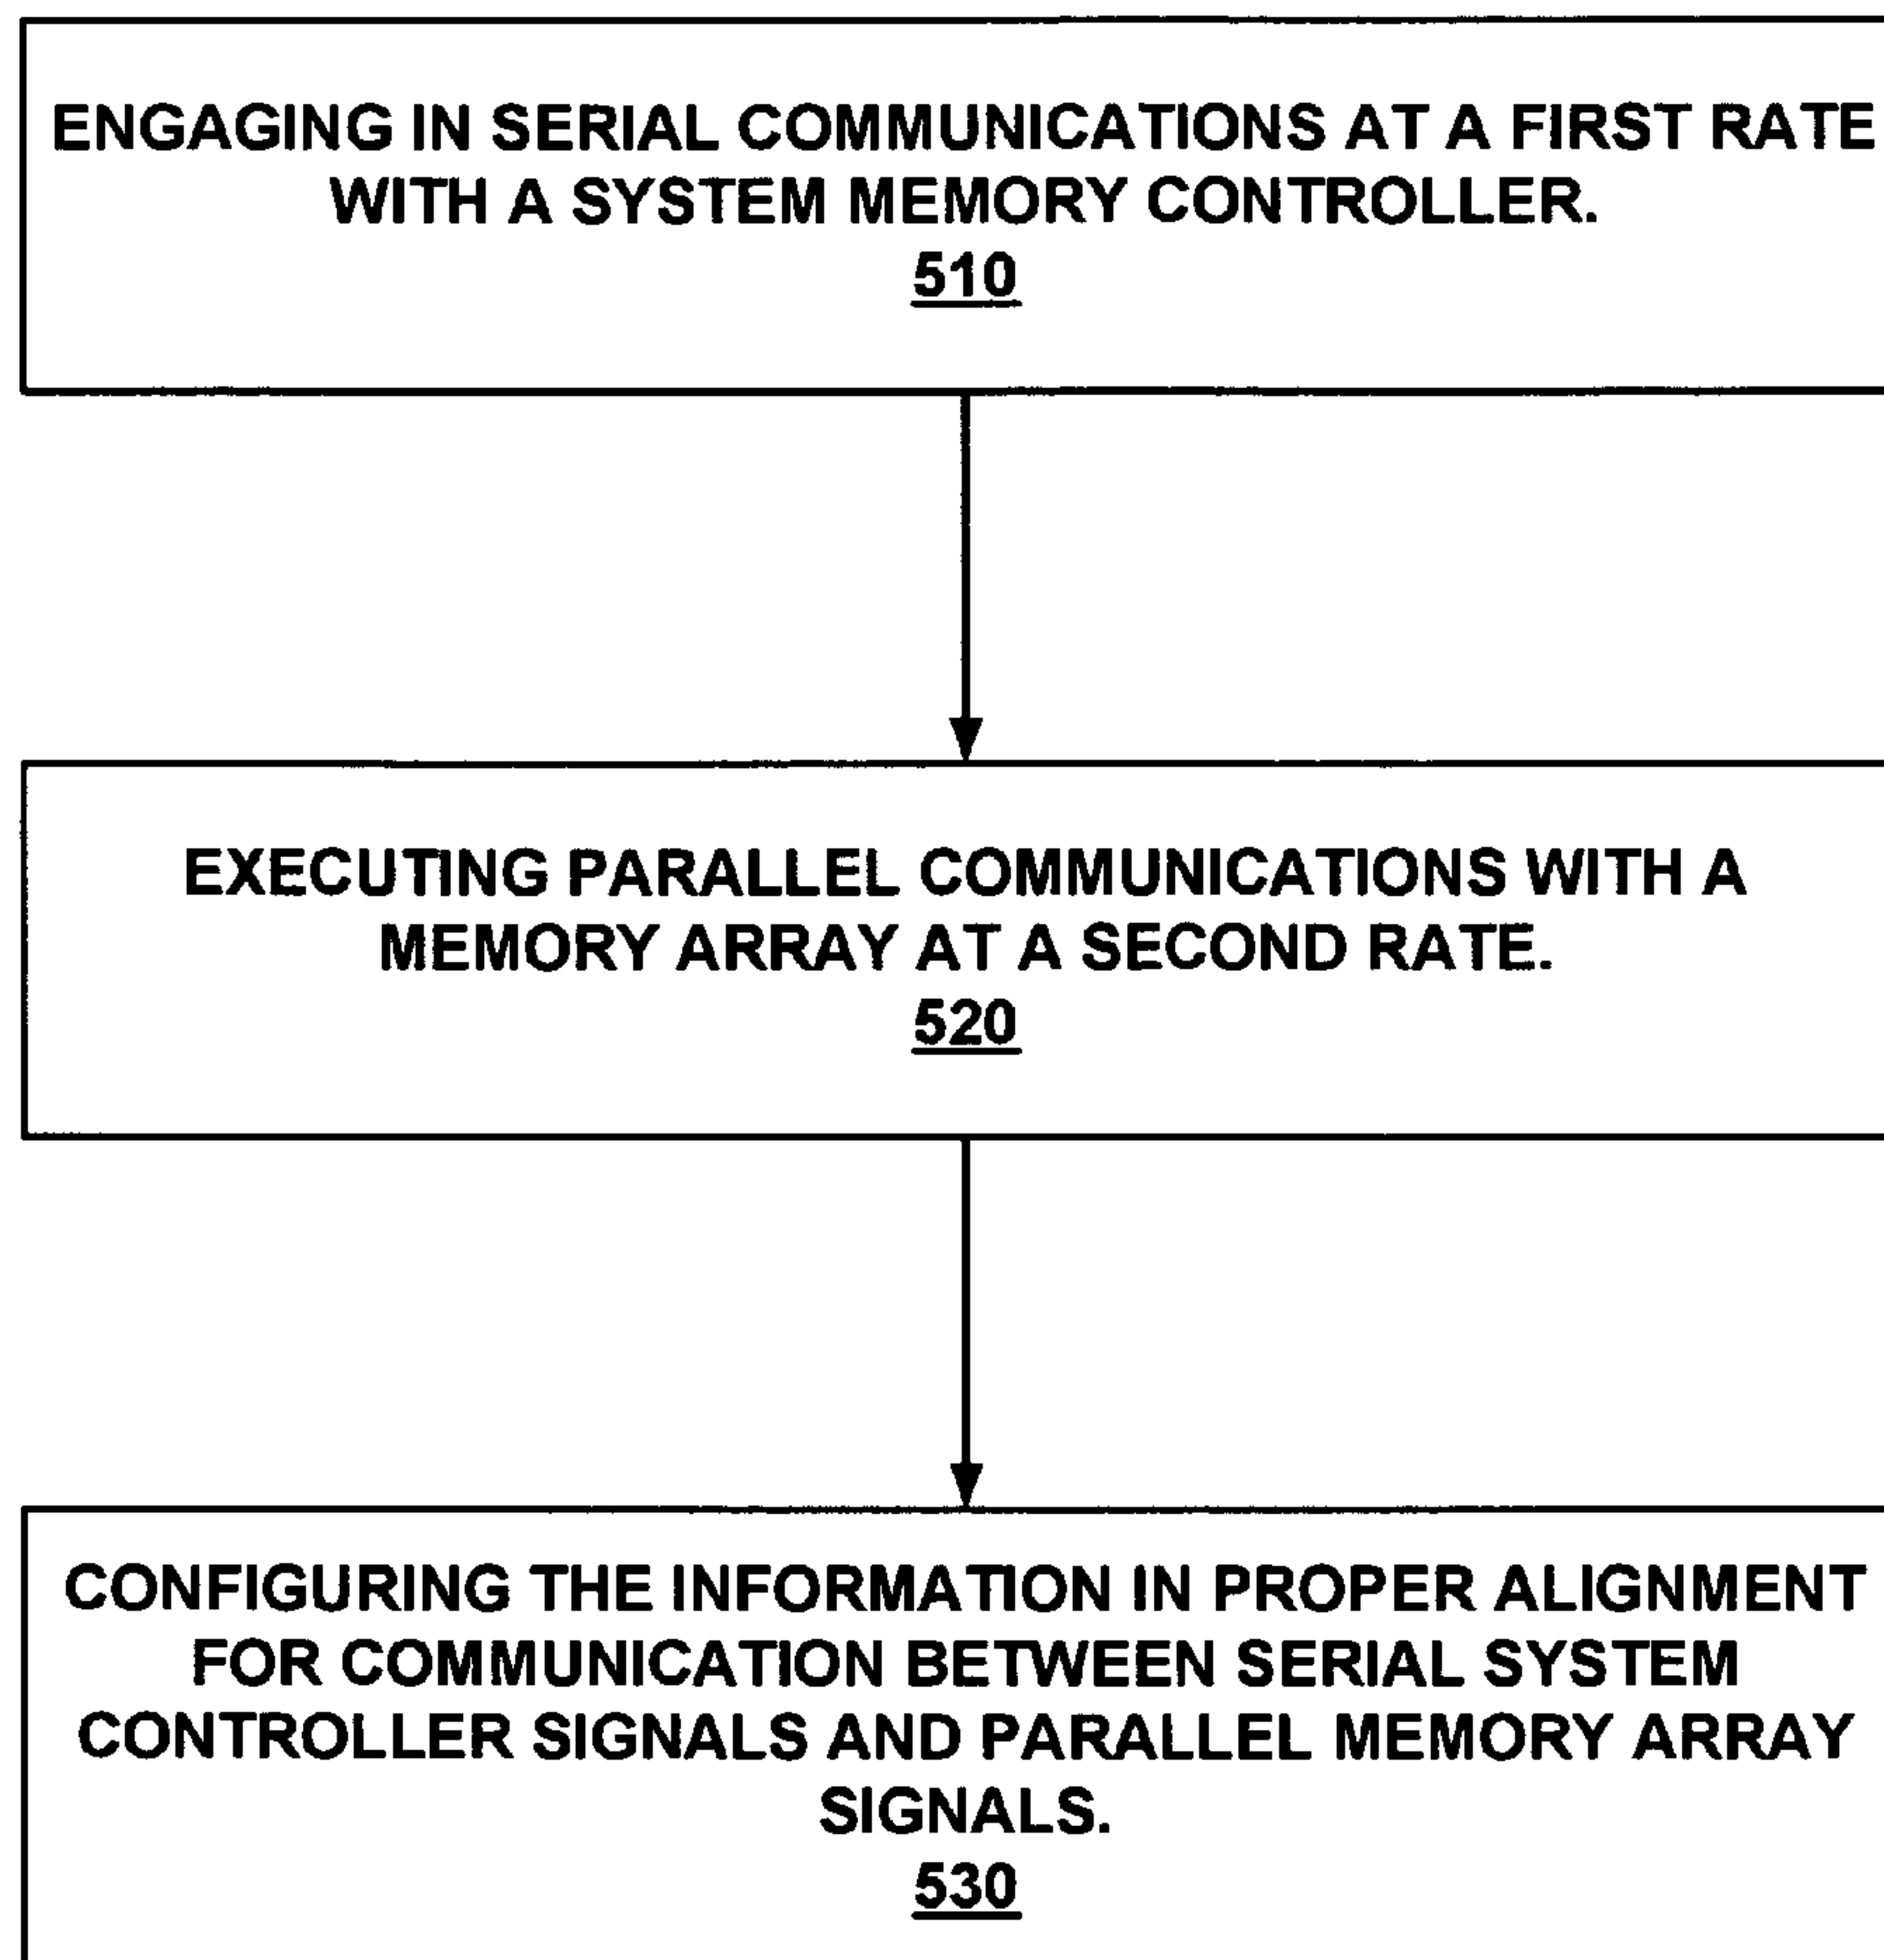 ENGAGING IN SERIAL COMMUNICATIONS AT A FIRST RATE
WITH A SYSTEM MEMORY CONTROLLER.
510
EXECUTING PARALLEL COMMUNICATIONS WITH A
MEMORY ARRAY AT A SECOND RATE.
520
CONFIGURING THE INFORMATION IN PROPER ALIGNMENT
FOR COMMUNICATION BETWEEN SERIAL SYSTEM
CONTROLLER SIGNALS AND PARALLEL MEMORY ARRAY
SIGNALS.
530